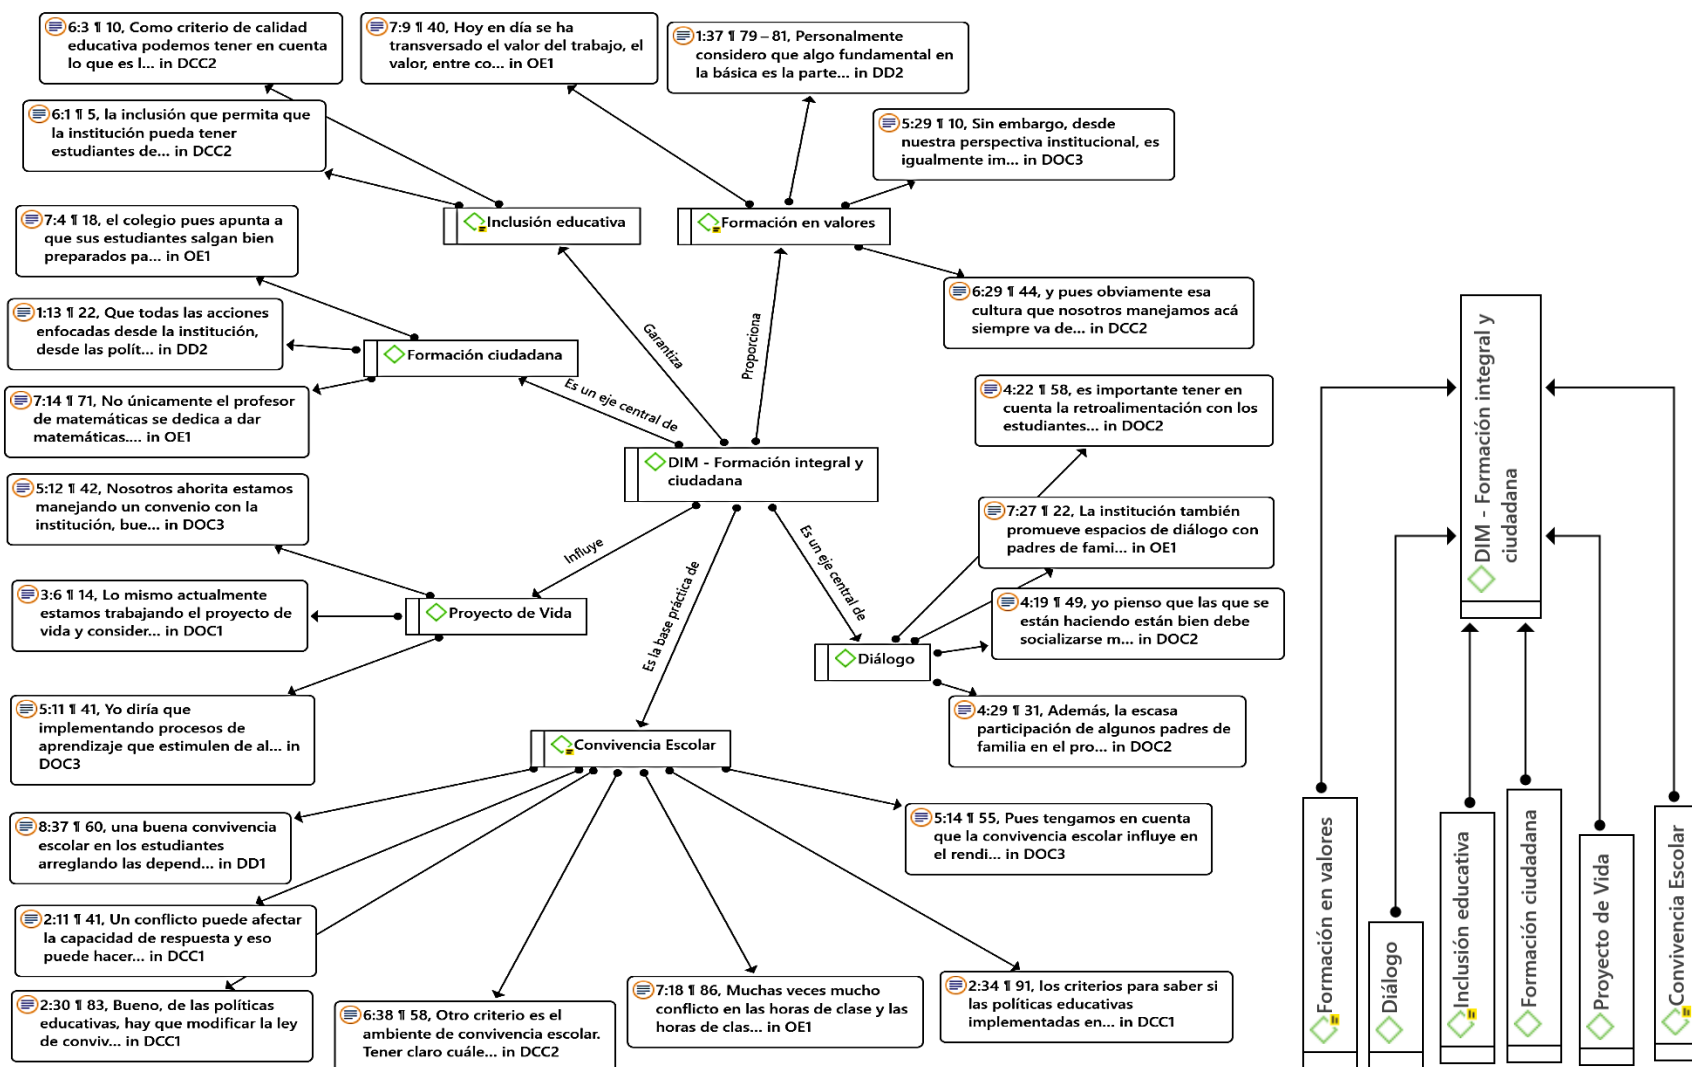 6:3 ¶ 10, Como criterio de calidad
educativa podemos tener en cuenta
lo que es l... in DCC2
7:9 ¶ 40, Hoy en día se ha
transversado el valor del trabajo, el
valor, entre co... in OE1
1:37 ¶ 79 – 81, Personalmente
considero que algo fundamental en
la básica es la parte... in DD2
6:1 ¶ 5, la inclusión que permita que
la institución pueda tener
estudiantes de... in DCC2
5:29 ¶ 10, Sin embargo, desde
nuestra perspectiva institucional, es
igualmente im... in DOC3
7:4 ¶ 18, el colegio pues apunta a
que sus estudiantes salgan bien
preparados pa... in OE1
Inclusión educativa
Formación en valores
6:29 ¶ 44, y pues obviamente esa
cultura que nosotros manejamos acá
siempre va de... in DCC2
1:13 ¶ 22, Que todas las acciones
enfocadas desde la institución,
desde las polít... in DD2
Formación ciudadana
Garantiza
Proporciona
Es un eje central de
7:14 ¶ 71, No únicamente el profesor
de matemáticas se dedica a dar
matemáticas.... in OE1
4:22 ¶ 58, es importante tener en
cuenta la retroalimentación con los
estudiantes... in DOC2
DIM - Formación integral y
ciudadana
5:12 ¶ 42, Nosotros ahorita estamos
manejando un convenio con la
institución, bue... in DOC3
7:27 ¶ 22, La institución también
promueve espacios de diálogo con
padres de fami... in OE1
Influye
Es la base práctica de
Es un eje central de
3:6 ¶ 14, Lo mismo actualmente
estamos trabajando el proyecto de
vida y consider... in DOC1
Proyecto de Vida
4:19 ¶ 49, yo pienso que las que se
están haciendo están bien debe
socializarse m... in DOC2
Diálogo
5:11 ¶ 41, Yo diría que
implementando procesos de
aprendizaje que estimulen de al... in
DOC3
4:29 ¶ 31, Además, la escasa
participación de algunos padres de
familia en el pro... in DOC2
Convivencia Escolar
8:37 ¶ 60, una buena convivencia
escolar en los estudiantes
arreglando las depend... in DD1
5:14 ¶ 55, Pues tengamos en cuenta
que la convivencia escolar influye en
el rendi... in DOC3
2:11 ¶ 41, Un conflicto puede afectar
la capacidad de respuesta y eso
puede hacer... in DCC1
2:30 ¶ 83, Bueno, de las políticas
educativas, hay que modificar la ley
de conviv... in DCC1
6:38 ¶ 58, Otro criterio es el
ambiente de convivencia escolar.
Tener claro cuále... in DCC2
7:18 ¶ 86, Muchas veces mucho
conflicto en las horas de clase y las
horas de clas... in OE1
2:34 ¶ 91, los criterios para saber si
las políticas educativas
implementadas en... in DCC1
DIM - Formación integral y
ciudadana
Formación en valores
Diálogo
Inclusión educativa
Formación ciudadana
Proyecto de Vida
Convivencia Escolar